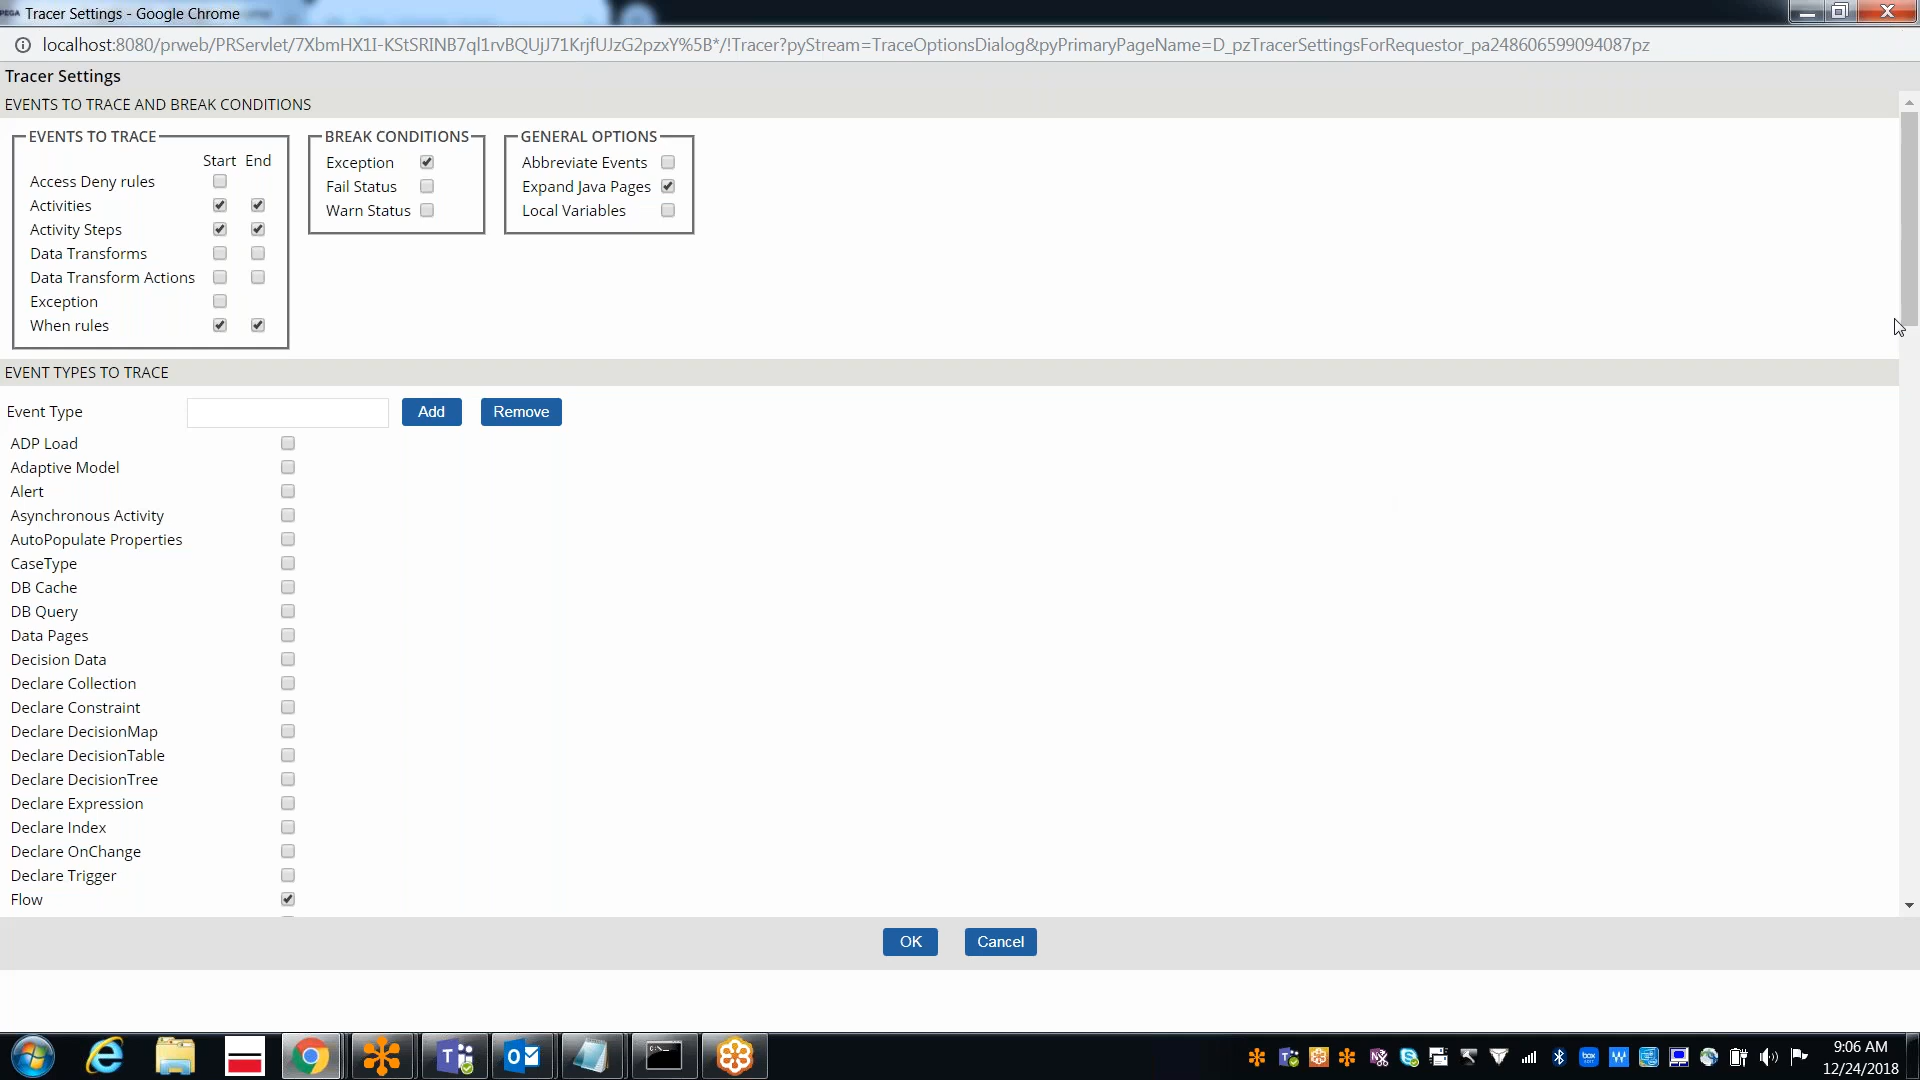 PEGA Tracer Settings - Google Chrome
localhost:8080/prweb/PRServlet/7XbmHX1I-KStSRINB7ql1rvBQUjJ71KrjfUJzG2pzxY%5B*/!Tracer?pyStream=TraceOptionsDialog&pyPrimaryPageName=D_pzTracerSettingsForRequestor_pa248606599094087pz
Tracer Settings
EVENTS TO TRACE AND BREAK CONDITIONS
EVENTS TO TRACE
Start End
Access Deny rules
Activities
Activity Steps
Data Transforms
Data Transform Actions
Exception
When rules
BREAK CONDITIONS
Exception
Fail Status
Warn Status
GENERAL OPTIONS
Abbreviate Events
Expand Java Pages
Local Variables
EVENT TYPES TO TRACE
Event Type Add Remove
ADP Load
Adaptive Model
Alert
Asynchronous Activity
AutoPopulate Properties
CaseType
DB Cache
DB Query
Data Pages
Decision Data
Declare Collection
Declare Constraint
Declare DecisionMap
Declare DecisionTable
Declare DecisionTree
Declare Expression
Declare Index
Declare OnChange
Declare Trigger
Flow
OK Cancel
9:06 AM
12/24/2018